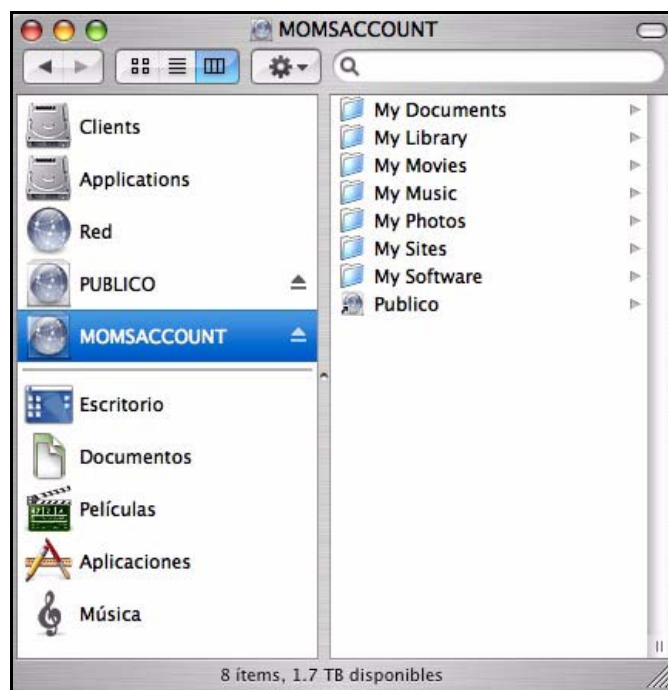 MOMSACCOUNT
Clients
Applications
Red
PUBLICO
MOMSACCOUNT
Escritorio
Documentos
Películas
Aplicaciones
Música
My Documents
My Library
My Movies
My Music
My Photos
My Sites
My Software
Publico
8 ítems, 1.7 TB disponibles